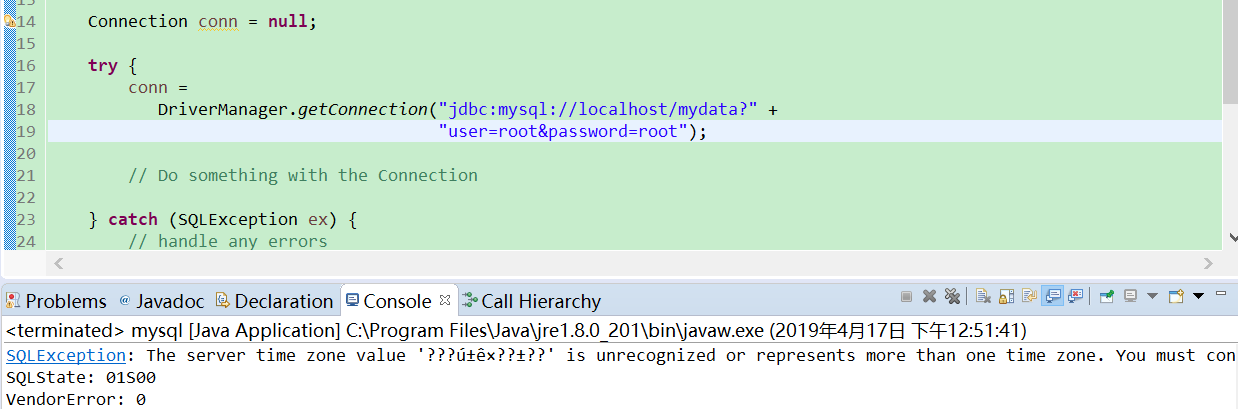 14 Connection conn = null;
15
16 try {
17 conn =
18 DriverManager.getConnection("jdbc:mysql://localhost/mydata?" +
19 "user=root&password=root");
20
21 // Do something with the Connection
22
23 } catch (SQLException ex) {
24 // handle any errors
Problems @ Javadoc Declaration Console Call Hierarchy
<terminated> mysql [Java Application] C:\Program Files\Java\jre1.8.0_201\bin\javaw.exe (2019年4月17日 下午12:51:41)
SQLException: The server time zone value '???ú±ê×??±??' is unrecognized or represents more than one time zone. You must con
SQLState: 01S00
VendorError: 0